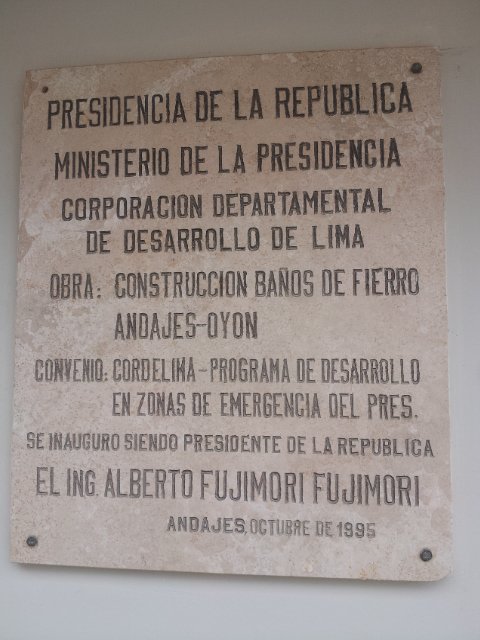 PRESIDENCIA DE LA REPUBLICA
MINISTERIO DE LA PRESIDENCIA
CORPORACION DEPARTAMENTAL
DE DESARROLLO DE LIMA
OBRA: CONSTRUCCION BAÑOS DE FIERRO
ANDAJES-OYON
CONVENIO: CORDELIMA-PROGRAMA DE DESARROLLO
EN ZONAS DE EMERGENCIA DEL PRES.
SE INAUGURO SIENDO PRESIDENTE DE LA REPUBLICA
EL ING. ALBERTO FUJIMORI FUJIMORI
ANDAJES, OCTUBRE DE 1995